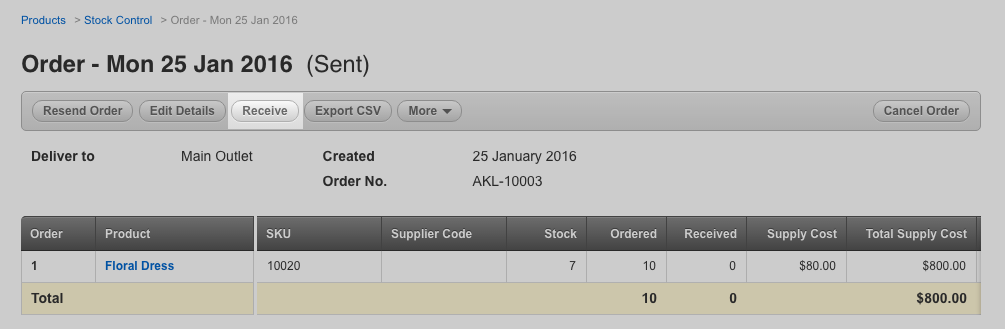 Products > Stock Control > Order - Mon 25 Jan 2016
Order - Mon 25 Jan 2016 (Sent)
Resend Order Edit Details Receive Export CSV More Cancel Order
Deliver to Main Outlet Created 25 January 2016
Order No. AKL-10003
Order Product SKU Supplier Code Stock Ordered Received Supply Cost Total Supply Cost
1 Floral Dress 10020 7 10 0 $80.00 $800.00
Total 10 0 $800.00